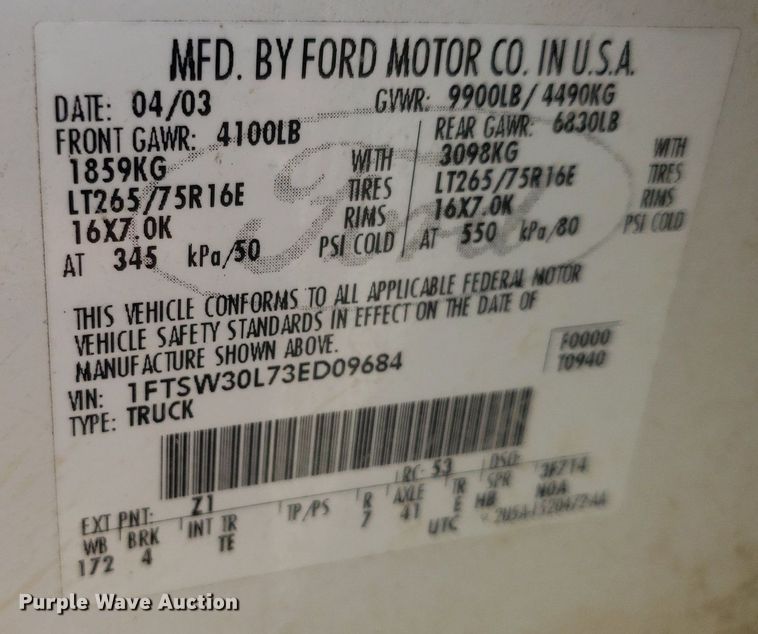 MFD. BY FORD MOTOR CO. IN U.S.A.
DATE: 04/03 GVWR: 9900LB/ 4490KG
FRONT GAWR: 4100LB REAR GAWR: 6830LB
1859KG WITH 3098KG WITH
LT265/75R16E TIRES LT265/75R16E TIRES
16X7.0K RIMS 16X7.0K RIMS
AT 345 kPa/50 PSI COLD AT 550 kPa/80 PSI COLD
Ford
THIS VEHICLE CONFORMS TO ALL APPLICABLE FEDERAL MOTOR
VEHICLE SAFETY STANDARDS IN EFFECT ON THE DATE OF
MANUFACTURE SHOWN ABOVE.
F0000
VIN: 1FTSW30L73ED09684
T0940
TYPE: TRUCK
EXT PNT: Z1 RC: 53 DSO:
WB BRK INT TR TP/PS R AXLE TR SPR
172 4 TE 7 41 E HB NOA
UTC
Purple Wave Auction